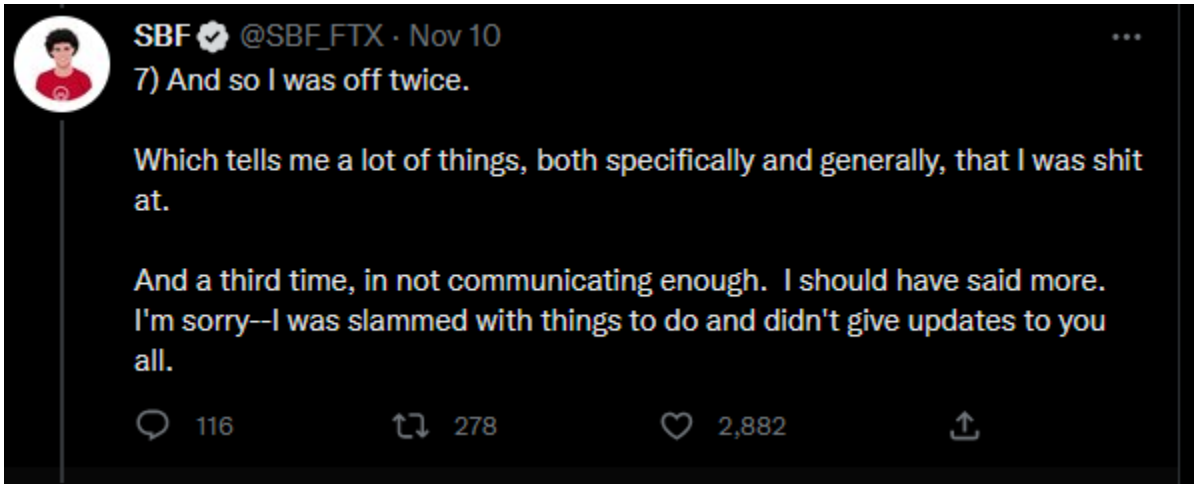 SBF @SBF_FTX · Nov 10
7) And so I was off twice.
Which tells me a lot of things, both specifically and generally, that I was shit
at.
And a third time, in not communicating enough.  I should have said more.
I'm sorry--I was slammed with things to do and didn't give updates to you
all.
116 278 2,882